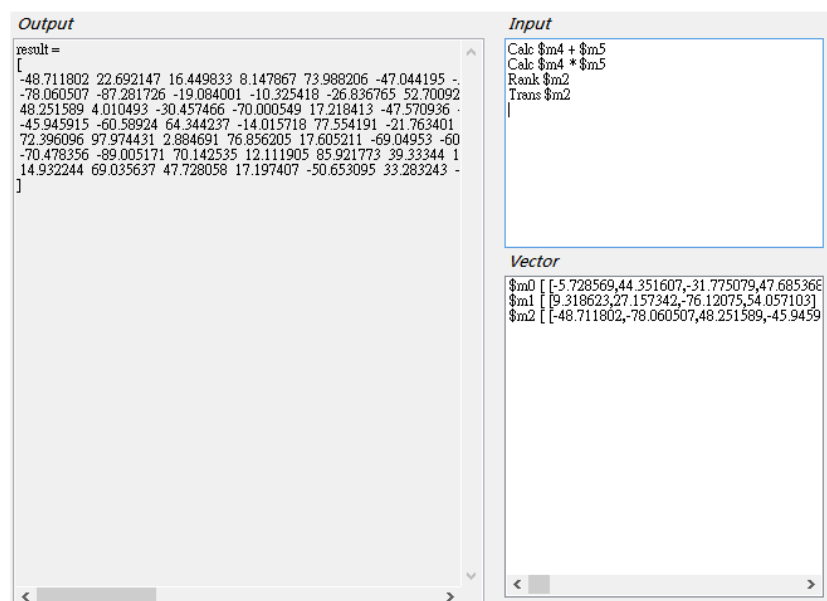 Output
result =
[
-48.711802 22.692147 16.449833 8.147867 73.988206 -47.044195 -
-78.060507 -87.281726 -19.084001 -10.325418 -26.836765 52.70092
48.251589 4.010493 -30.457466 -70.000549 17.218413 -47.570936 -
-45.945915 -60.58924 64.344237 -14.015718 77.554191 -21.763401
72.396096 97.974431 2.884691 76.856205 17.605211 -69.04953 -60
-70.478356 -89.005171 70.142535 12.111905 85.921773 39.33344 1
14.932244 69.035637 47.728058 17.197407 -50.653095 33.283243 -
]
Input
Calc $m4 + $m5
Calc $m4 * $m5
Rank $m2
Trans $m2
Vector
$m0 [ [-5.728569,44.351607,-31.775079,47.685368
$m1 [ [9.318623,27.157342,-76.12075,54.057103]
$m2 [ [-48.711802,-78.060507,48.251589,-45.9459